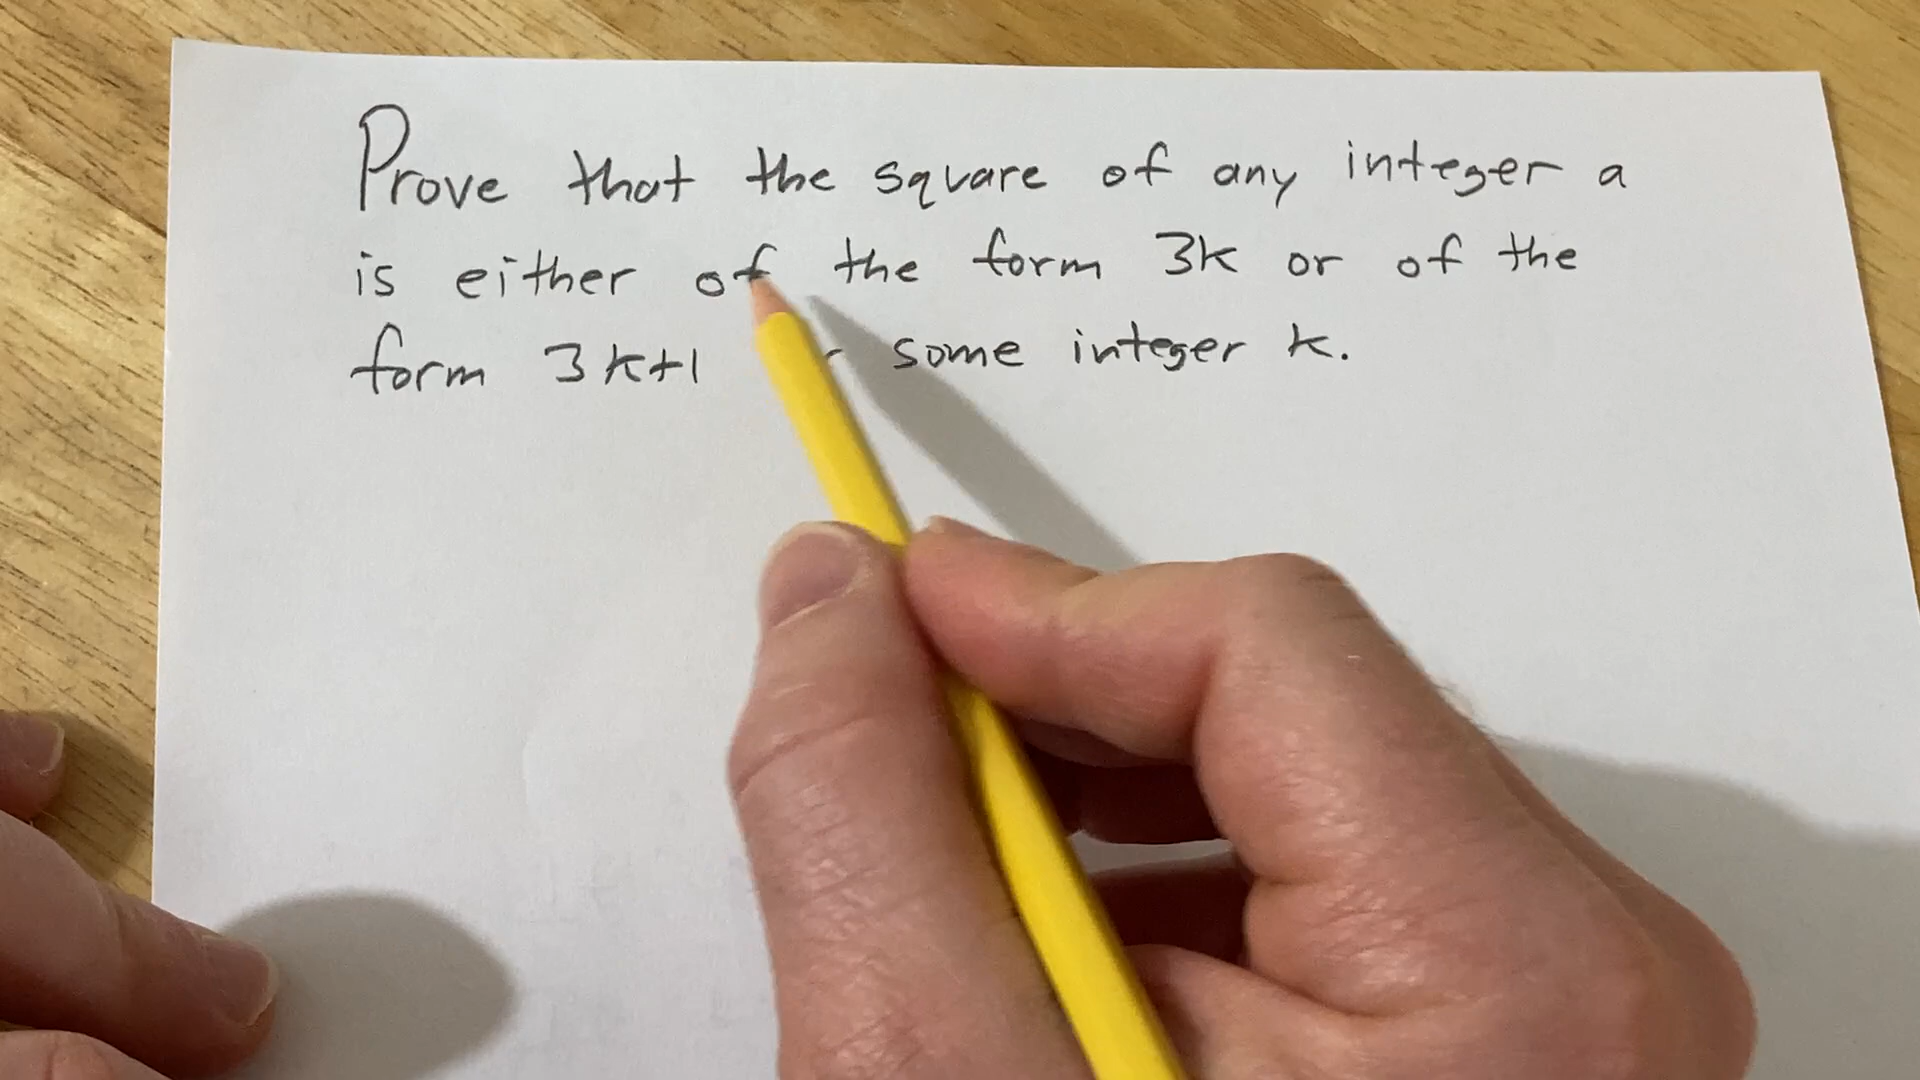 Prove that the square of any integer a
is either of the form 3k or of the
form 3k+1 some integer k.